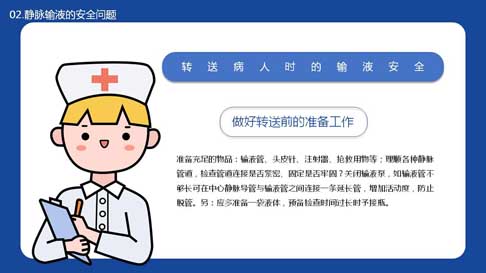 02.静脉输液的安全问题
转送病人时的输液安全
做好转送前的准备工作
准备充足的物品：输液管、头皮针、注射器、抢救用物等；理顺各种静脉
管道，检查管道连接是否紧密、固定是否牢固？关闭输液泵，如输液管不
够长可在中心静脉导管与输液管之间连接一条延长管，增加活动度，防止
脱管。另：应多准备一袋液体，预备检查时间过长时予接瓶。